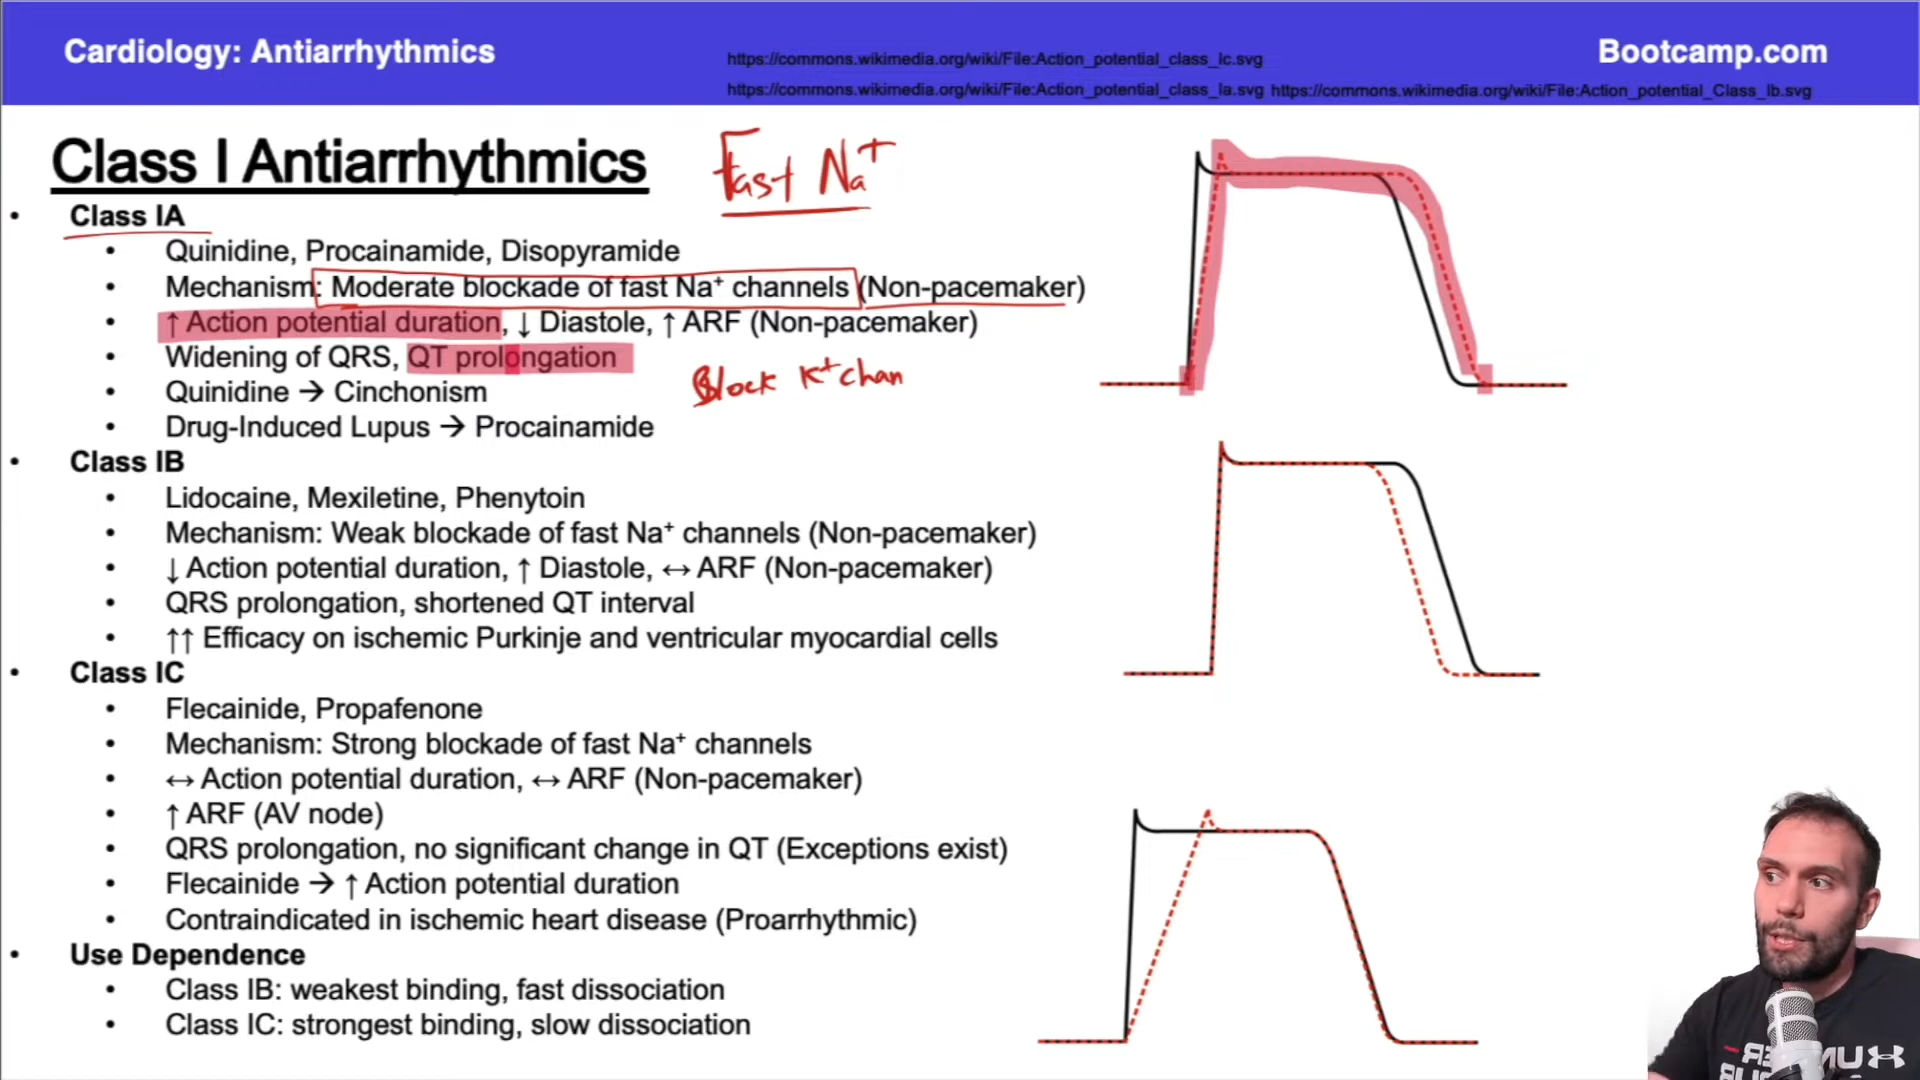 Cardiology: Antiarrhythmics
https://commons.wikimedia.org/wiki/File:Action_potential_class_Ic.svg
https://commons.wikimedia.org/wiki/File:Action_potential_class_Ia.svg https://commons.wikimedia.org/wiki/File:Action_potential_Class_Ib.svg
Bootcamp.com
Class I Antiarrhythmics
Fast Na⁺
• Class IA
• Quinidine, Procainamide, Disopyramide
• Mechanism: Moderate blockade of fast Na⁺ channels (Non-pacemaker)
• ↑ Action potential duration, ↓ Diastole, ↑ ARF (Non-pacemaker)
• Widening of QRS, QT prolongation
Block K⁺ chan
• Quinidine → Cinchonism
• Drug-Induced Lupus → Procainamide
• Class IB
• Lidocaine, Mexiletine, Phenytoin
• Mechanism: Weak blockade of fast Na⁺ channels (Non-pacemaker)
• ↓ Action potential duration, ↑ Diastole, ↔ ARF (Non-pacemaker)
• QRS prolongation, shortened QT interval
• ↑↑ Efficacy on ischemic Purkinje and ventricular myocardial cells
• Class IC
• Flecainide, Propafenone
• Mechanism: Strong blockade of fast Na⁺ channels
• ↔ Action potential duration, ↔ ARF (Non-pacemaker)
• ↑ ARF (AV node)
• QRS prolongation, no significant change in QT (Exceptions exist)
• Flecainide → ↑ Action potential duration
• Contraindicated in ischemic heart disease (Proarrhythmic)
• Use Dependence
• Class IB: weakest binding, fast dissociation
• Class IC: strongest binding, slow dissociation